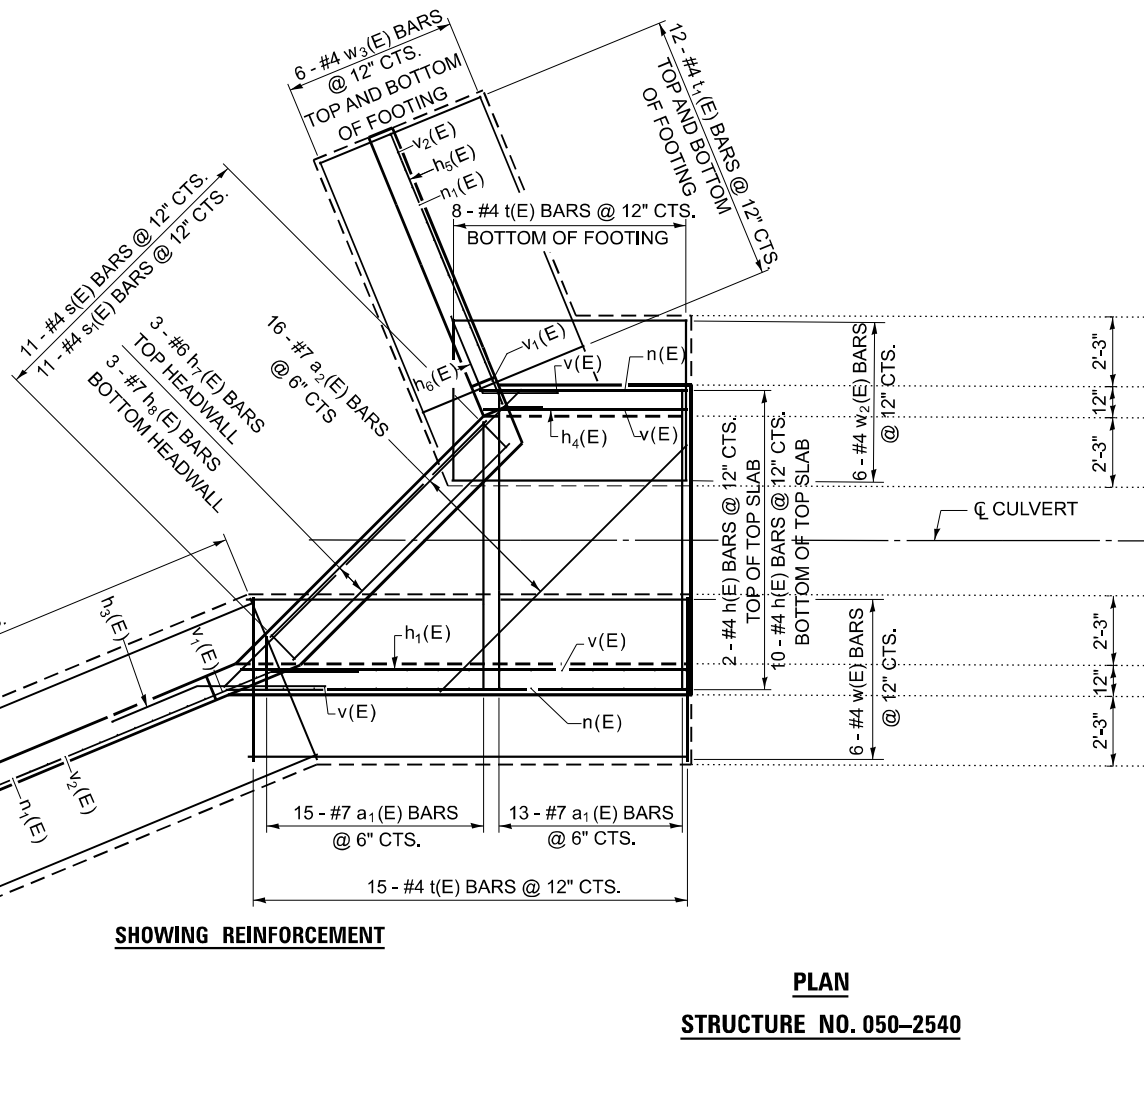 6 - #4 w3(E) BARS
@ 12" CTS.
TOP AND BOTTOM
OF FOOTING
12 - #4 t1(E) BARS @ 12" CTS.
TOP AND BOTTOM
OF FOOTING
v2(E)
h5(E)
n1(E)
8 - #4 t(E) BARS @ 12" CTS.
BOTTOM OF FOOTING
11 - #4 s(E) BARS @ 12" CTS.
11 - #4 s1(E) BARS @ 12" CTS.
3 - #6 h7(E) BARS
TOP HEADWALL
3 - #7 h8(E) BARS
BOTTOM HEADWALL
16 - #7 a2(E) BARS
@ 6" CTS
h6(E)
v1(E)
v(E)
n(E)
h4(E)
v(E)
6 - #4 w2(E) BARS
@ 12" CTS.
2'-3"
12"
2'-3"
2 - #4 h(E) BARS @ 12" CTS.
TOP OF TOP SLAB
10 - #4 h(E) BARS @ 12" CTS.
BOTTOM OF TOP SLAB
℄ CULVERT
h3(E)
v1(E)
h1(E)
v(E)
v(E)
n(E)
6 - #4 w(E) BARS
@ 12" CTS.
2'-3"
12"
2'-3"
n1(E)
v2(E)
15 - #7 a1(E) BARS
@ 6" CTS.
13 - #7 a1(E) BARS
@ 6" CTS.
15 - #4 t(E) BARS @ 12" CTS.
SHOWING REINFORCEMENT
PLAN
STRUCTURE NO. 050–2540